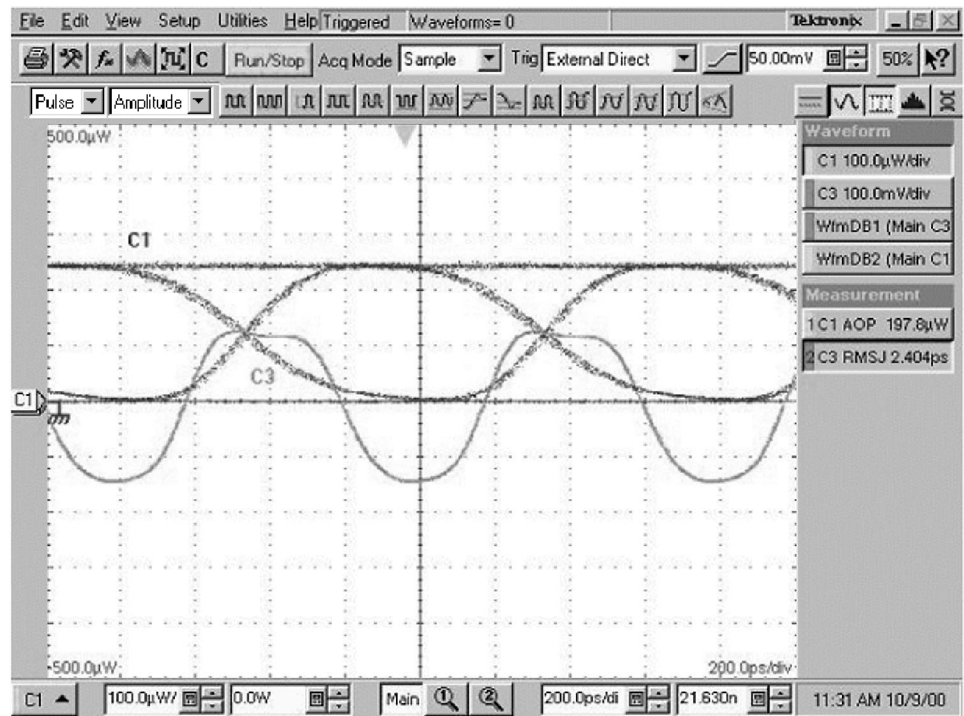 File Edit View Setup Utilities Help Triggered Waveforms= 0 Tektronix
Run/Stop Acq Mode Sample Trig External Direct 50.00mV 50%
C
Pulse Amplitude
500.0µW
C1
C3
C1
-500.0µW
200.0ps/div
Waveform
C1 100.0µW/div
C3 100.0mV/div
WfmDB1 (Main C3
WfmDB2 (Main C1
Measurement
1 C1 AOP 197.8µW
2 C3 RMSJ 2.404ps
C1 100.0µW/ 0.0W Main 1 2 200.0ps/di 21.630n 11:31 AM 10/9/00